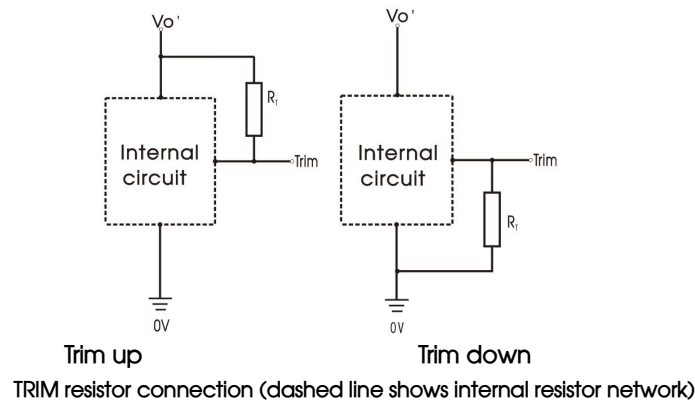 Vo'
RT
Internal
circuit
Trim
0V
Trim up
Vo'
Internal
circuit
Trim
RT
0V
Trim down
TRIM resistor connection (dashed line shows internal resistor network)